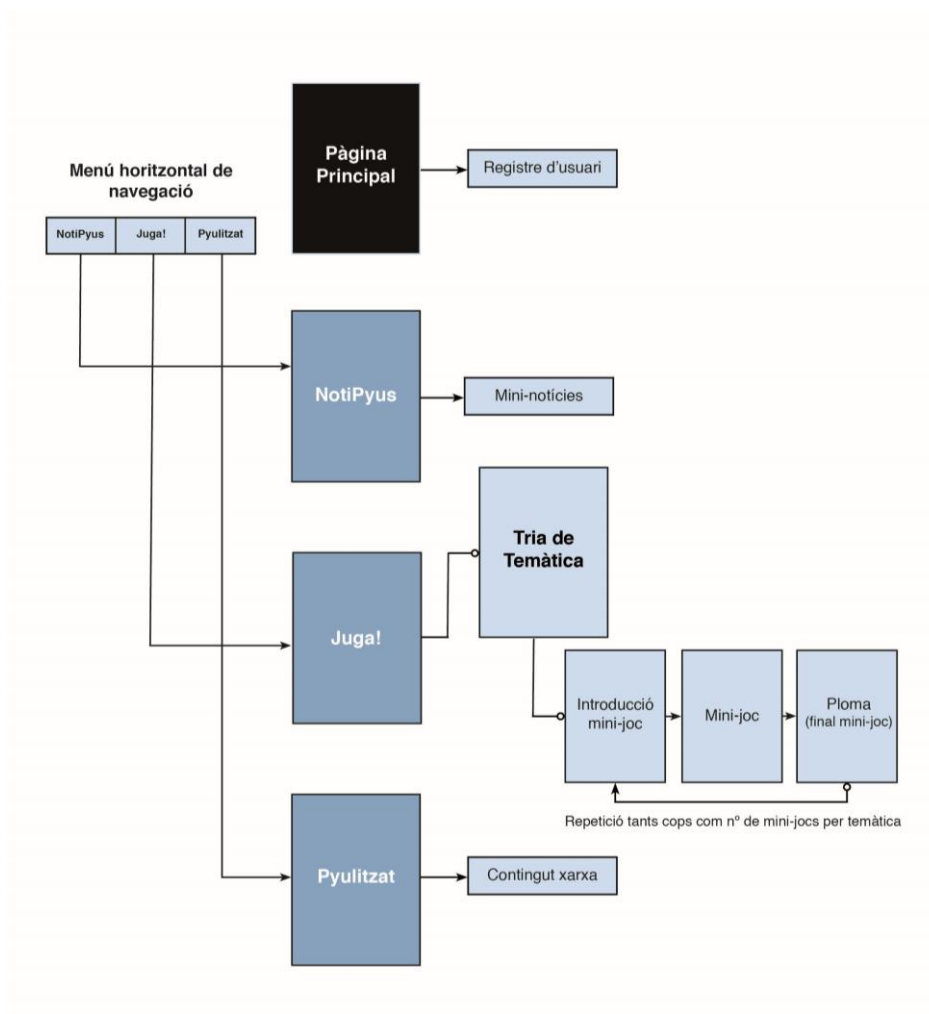 Pàgina
Principal
Registre d'usuari
Menú horitzontal de
navegació
NotiPyus
Juga!
Pyulitzat
NotiPyus
Mini-notícies
Tria de
Temàtica
Juga!
Introducció
mini-joc
Mini-joc
Ploma
(final mini-joc)
Repetició tants cops com nº de mini-jocs per temàtica
Pyulitzat
Contingut xarxa